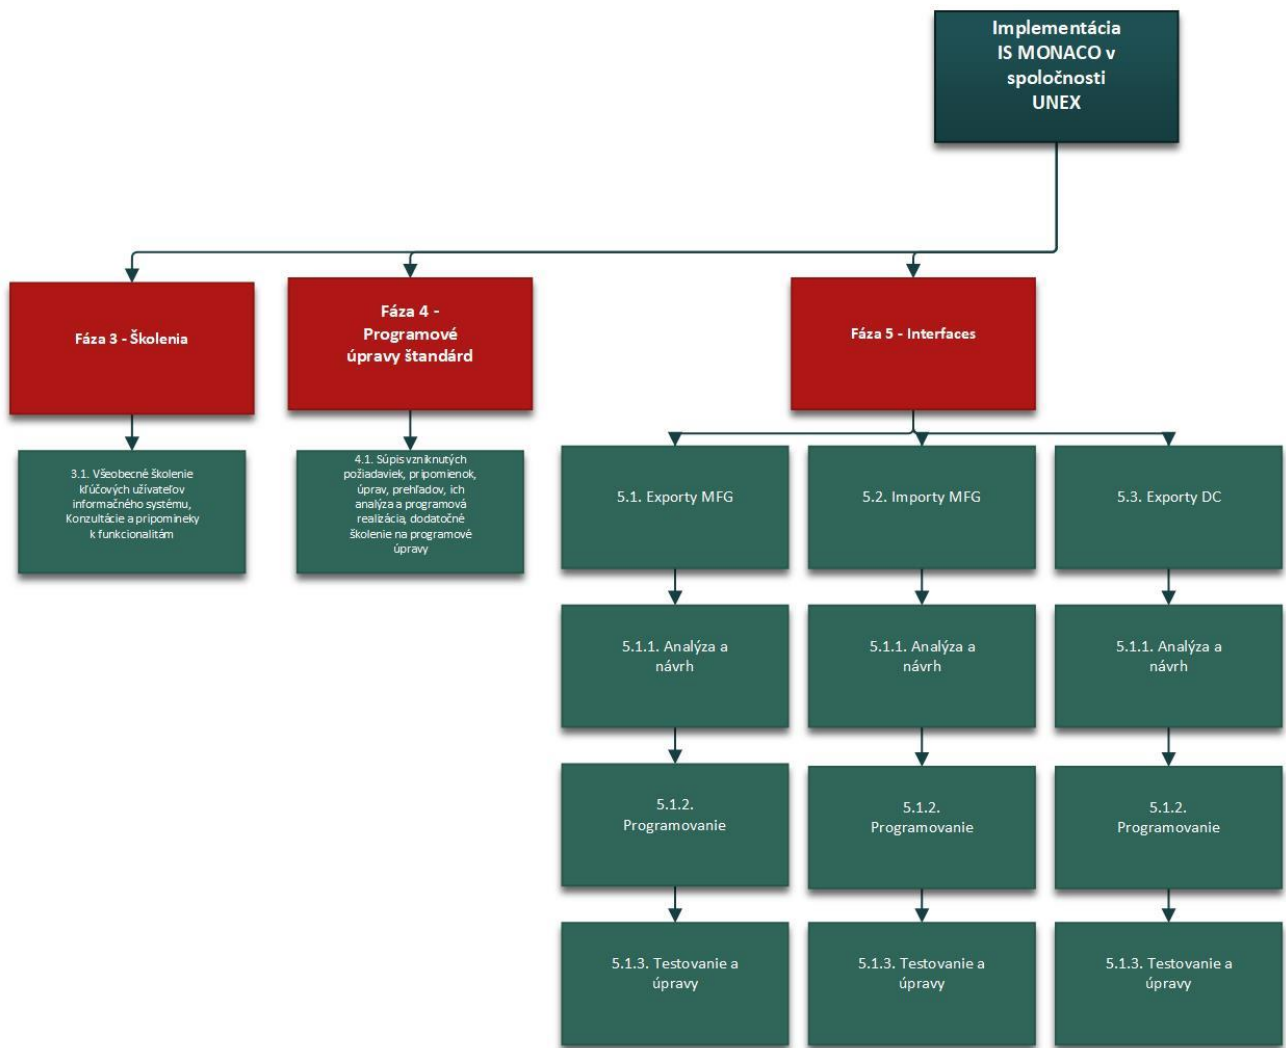 Implementácia
IS MONACO v
spoločnosti
UNEX
Fáza 3 - Školenia
Fáza 4 -
Programové
úpravy štandárd
Fáza 5 - Interfaces
3.1. Všeobecné školenie
kľúčových užívateľov
informačného systému,
Konzultácie a pripomineky
k funkcionalitám
4.1. Súpis vzniknutých
požiadaviek, pripomienok,
úprav, prehľadov, ich
analýza a programová
realizácia, dodatočné
školenie na programové
úpravy
5.1. Exporty MFG
5.2. Importy MFG
5.3. Exporty DC
5.1.1. Analýza a
návrh
5.1.1. Analýza a
návrh
5.1.1. Analýza a
návrh
5.1.2.
Programovanie
5.1.2.
Programovanie
5.1.2.
Programovanie
5.1.3. Testovanie a
úpravy
5.1.3. Testovanie a
úpravy
5.1.3. Testovanie a
úpravy